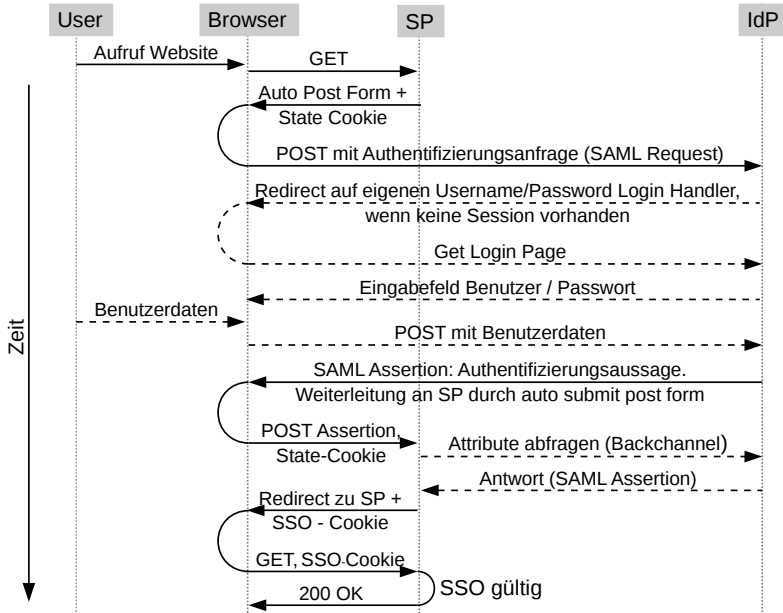 User
Browser
SP
IdP
Aufruf Website
GET
Auto Post Form +
State Cookie
POST mit Authentifizierungsanfrage (SAML Request)
Redirect auf eigenen Username/Password Login Handler,
wenn keine Session vorhanden
Get Login Page
Eingabefeld Benutzer / Passwort
Benutzerdaten
POST mit Benutzerdaten
Zeit
SAML Assertion: Authentifizierungsaussage.
Weiterleitung an SP durch auto submit post form
POST Assertion,
State-Cookie
Attribute abfragen (Backchannel)
Antwort (SAML Assertion)
Redirect zu SP +
SSO - Cookie
GET, SSO-Cookie
SSO gültig
200 OK